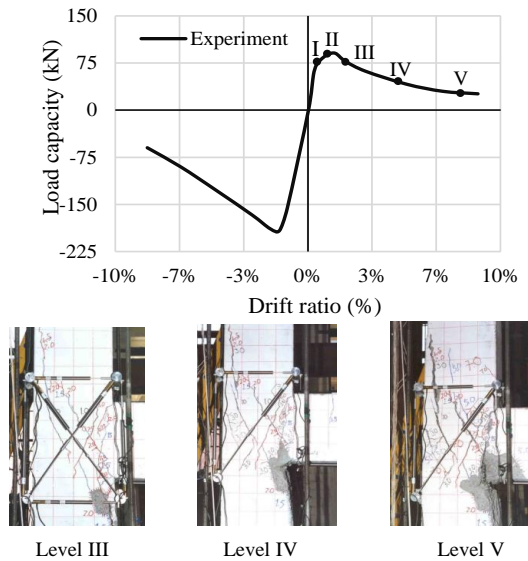 150
Experiment
I II
75
III
IV
V
0
-75
-150
-225
Load capacity (kN)
-10% -7% -3% 0% 3% 7% 10%
Drift ratio (%)
Level III Level IV Level V